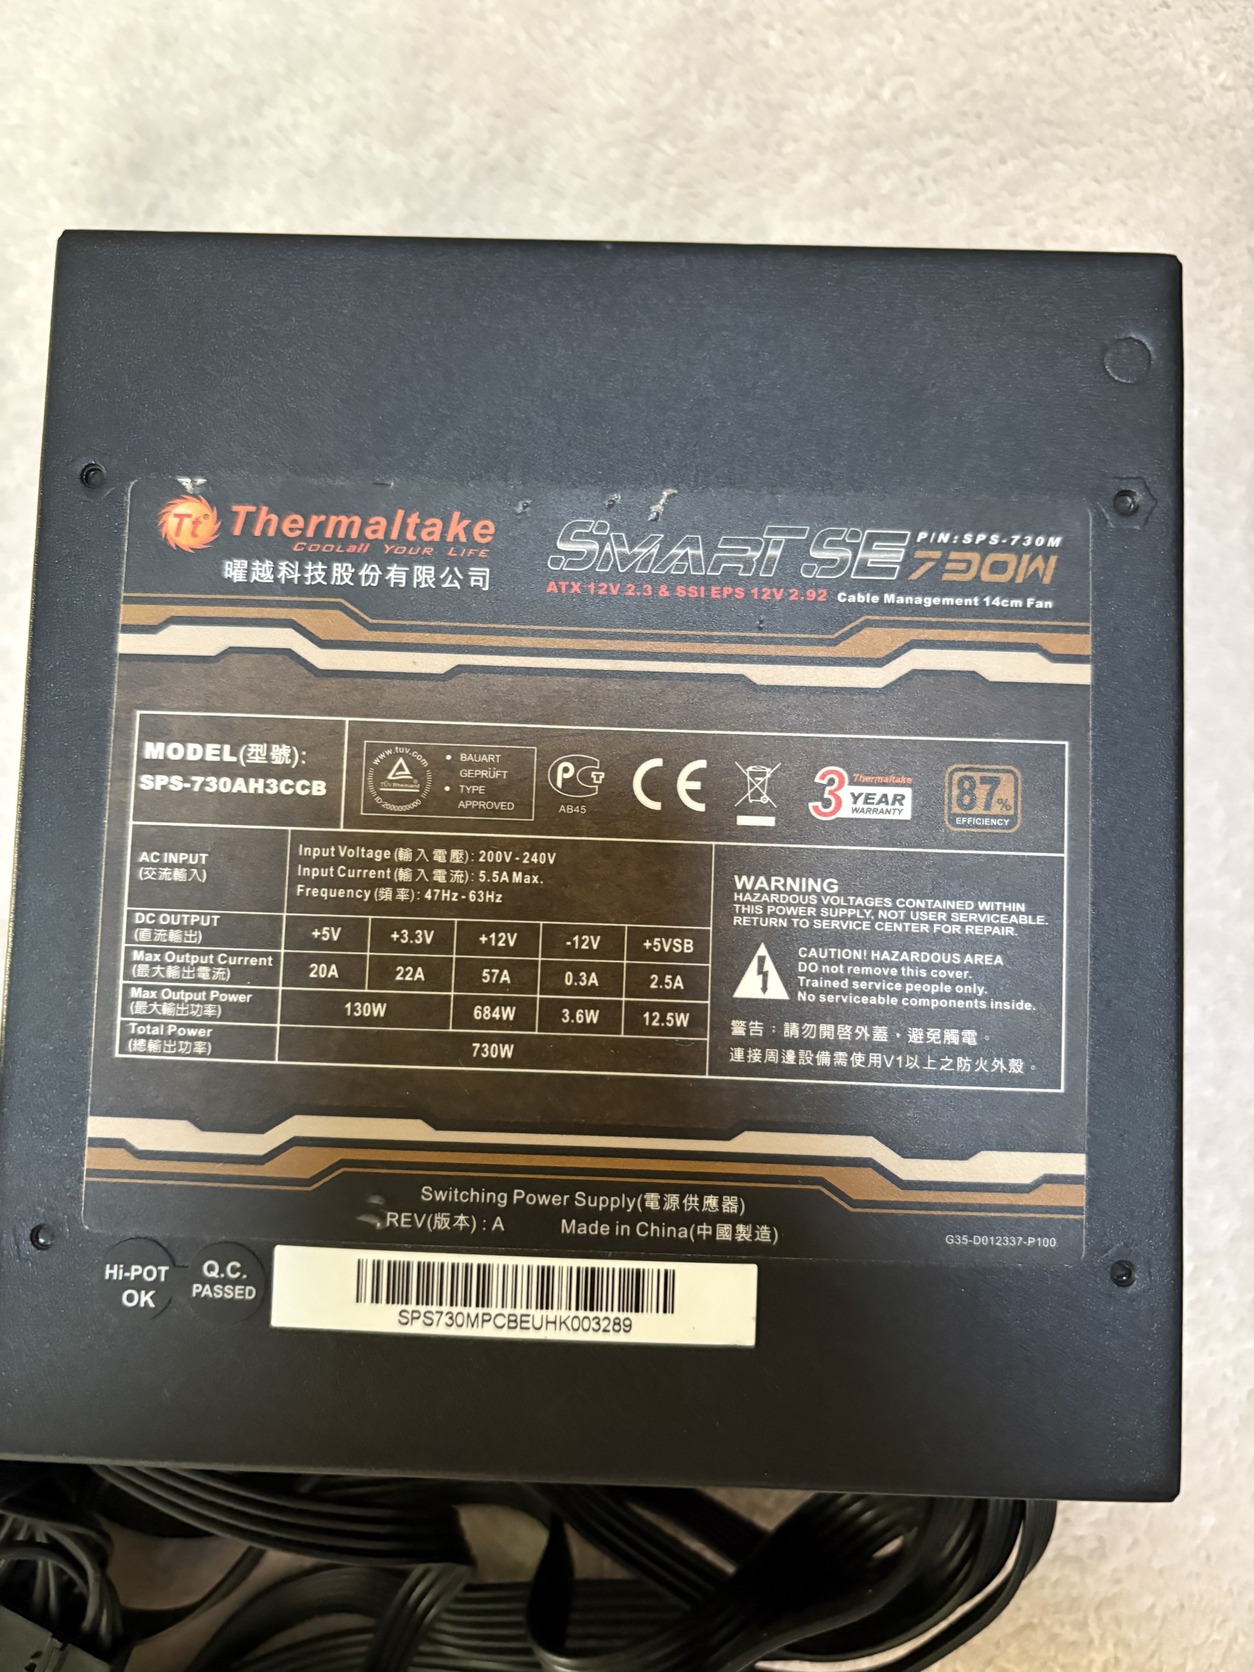 Tt Thermaltake
COOLall YOUR LIFE
曜越科技股份有限公司
SMART SE 730W
P/N:SPS-730M
ATX 12V 2.3 & SSI EPS 12V 2.92 Cable Management 14cm Fan
MODEL(型號):
SPS-730AH3CCB
www.tuv.com
TÜV Rheinland
ID:2000000000
• BAUART
GEPRÜFT
• TYPE
APPROVED
AB45
CE
3 YEAR
Thermaltake
WARRANTY
87%
EFFICIENCY
AC INPUT
(交流輸入)
Input Voltage(輸入電壓): 200V-240V
Input Current(輸入電流): 5.5A Max.
Frequency(頻率): 47Hz-63Hz
DC OUTPUT
(直流輸出)
+5V +3.3V +12V -12V +5VSB
Max Output Current
(最大輸出電流)
20A 22A 57A 0.3A 2.5A
Max Output Power
(最大輸出功率)
130W 684W 3.6W 12.5W
Total Power
(總輸出功率)
730W
WARNING
HAZARDOUS VOLTAGES CONTAINED WITHIN
THIS POWER SUPPLY, NOT USER SERVICEABLE.
RETURN TO SERVICE CENTER FOR REPAIR.
CAUTION! HAZARDOUS AREA
DO not remove this cover.
Trained service people only.
No serviceable components inside.
警告：請勿開啓外蓋，避免觸電。
連接周邊設備需使用V1以上之防火外殼。
Switching Power Supply(電源供應器)
REV(版本) : A Made in China(中國製造)
G35-D012337-P100
Hi-POT
OK
Q.C.
PASSED
SPS730MPCBEUHK003289